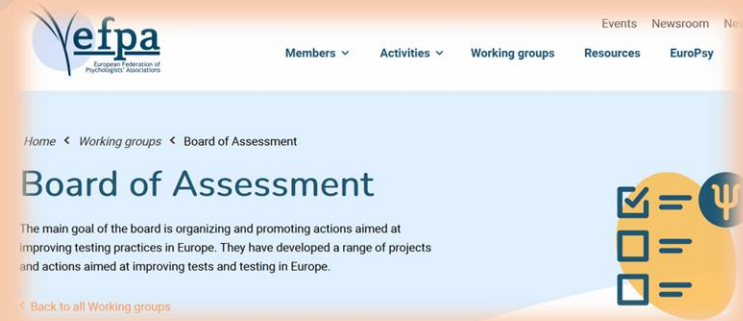 Events Newsroom
efpa
European Federation of
Psychologists' Associations
Members Activities Working groups Resources EuroPsy
Home < Working groups < Board of Assessment
Board of Assessment
The main goal of the board is organizing and promoting actions aimed at
improving testing practices in Europe. They have developed a range of projects
and actions aimed at improving tests and testing in Europe.
< Back to all Working groups
Ψ